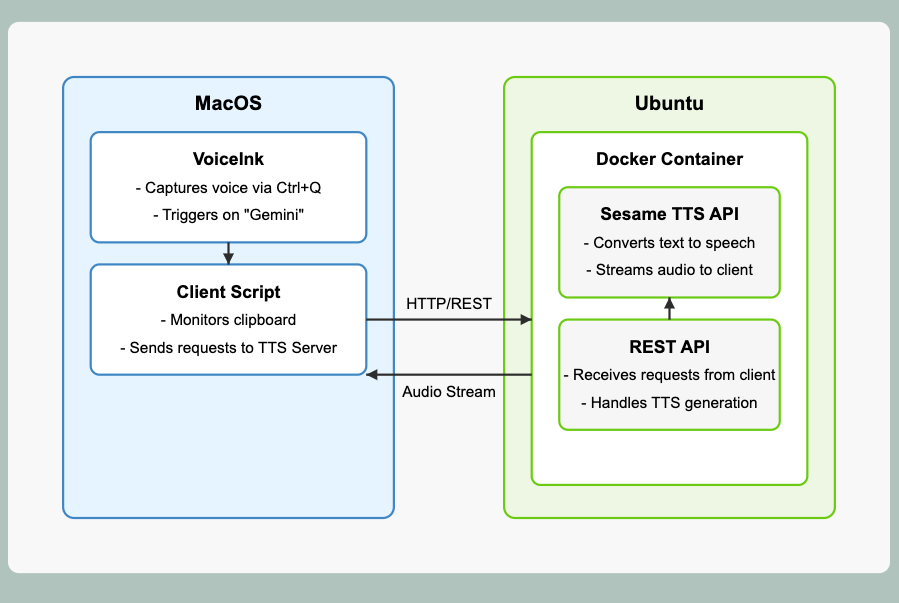 MacOS
VoiceInk
- Captures voice via Ctrl+Q
- Triggers on "Gemini"
Client Script
- Monitors clipboard
- Sends requests to TTS Server
HTTP/REST
Audio Stream
Ubuntu
Docker Container
Sesame TTS API
- Converts text to speech
- Streams audio to client
REST API
- Receives requests from client
- Handles TTS generation